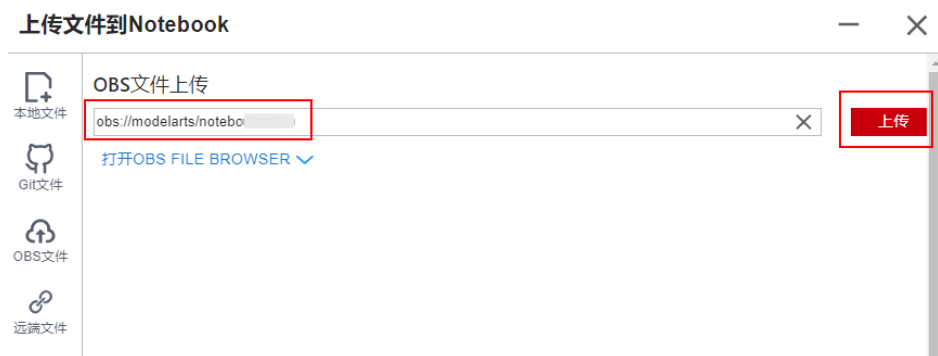 上传文件到Notebook
本地文件
Git文件
OBS文件
远端文件
OBS文件上传
obs://modelarts/notebo
上传
打开OBS FILE BROWSER